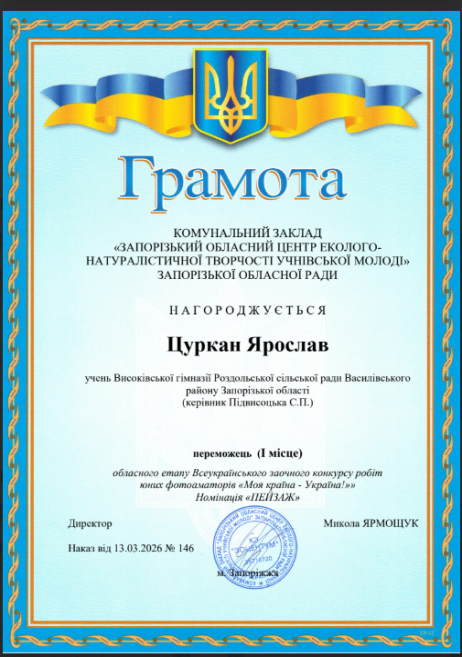 Грамота
КОМУНАЛЬНИЙ ЗАКЛАД
«ЗАПОРІЗЬКИЙ ОБЛАСНИЙ ЦЕНТР ЕКОЛОГО-
НАТУРАЛІСТИЧНОЇ ТВОРЧОСТІ УЧНІВСЬКОЇ МОЛОДІ»
ЗАПОРІЗЬКОЇ ОБЛАСНОЇ РАДИ
НАГОРОДЖУЄТЬСЯ
Цуркан Ярослав
учень Високівської гімназії Роздольської сільської ради Василівського
району Запорізької області
(керівник Підвисоцька С.П.)
переможець (І місце)
обласного етапу Всеукраїнського заочного конкурсу робіт
юних фотоаматорів «Моя країна - Україна!»»
Номінація «ПЕЙЗАЖ»
Директор
Микола ЯРМОЩУК
Наказ від 13.03.2026 № 146
м. Запоріжжя